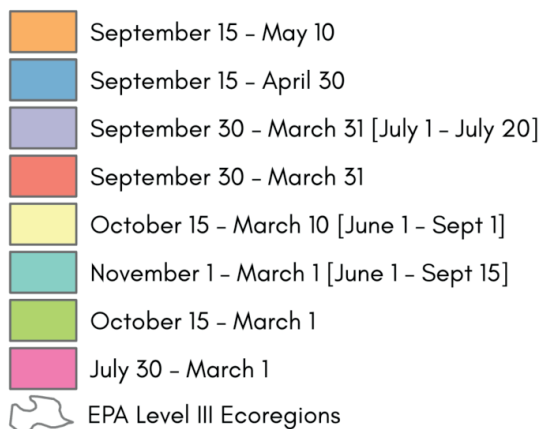 September 15 – May 10
September 15 – April 30
September 30 – March 31 [July 1 – July 20]
September 30 – March 31
October 15 – March 10 [June 1 – Sept 1]
November 1 – March 1 [June 1 – Sept 15]
October 15 – March 1
July 30 – March 1
EPA Level III Ecoregions